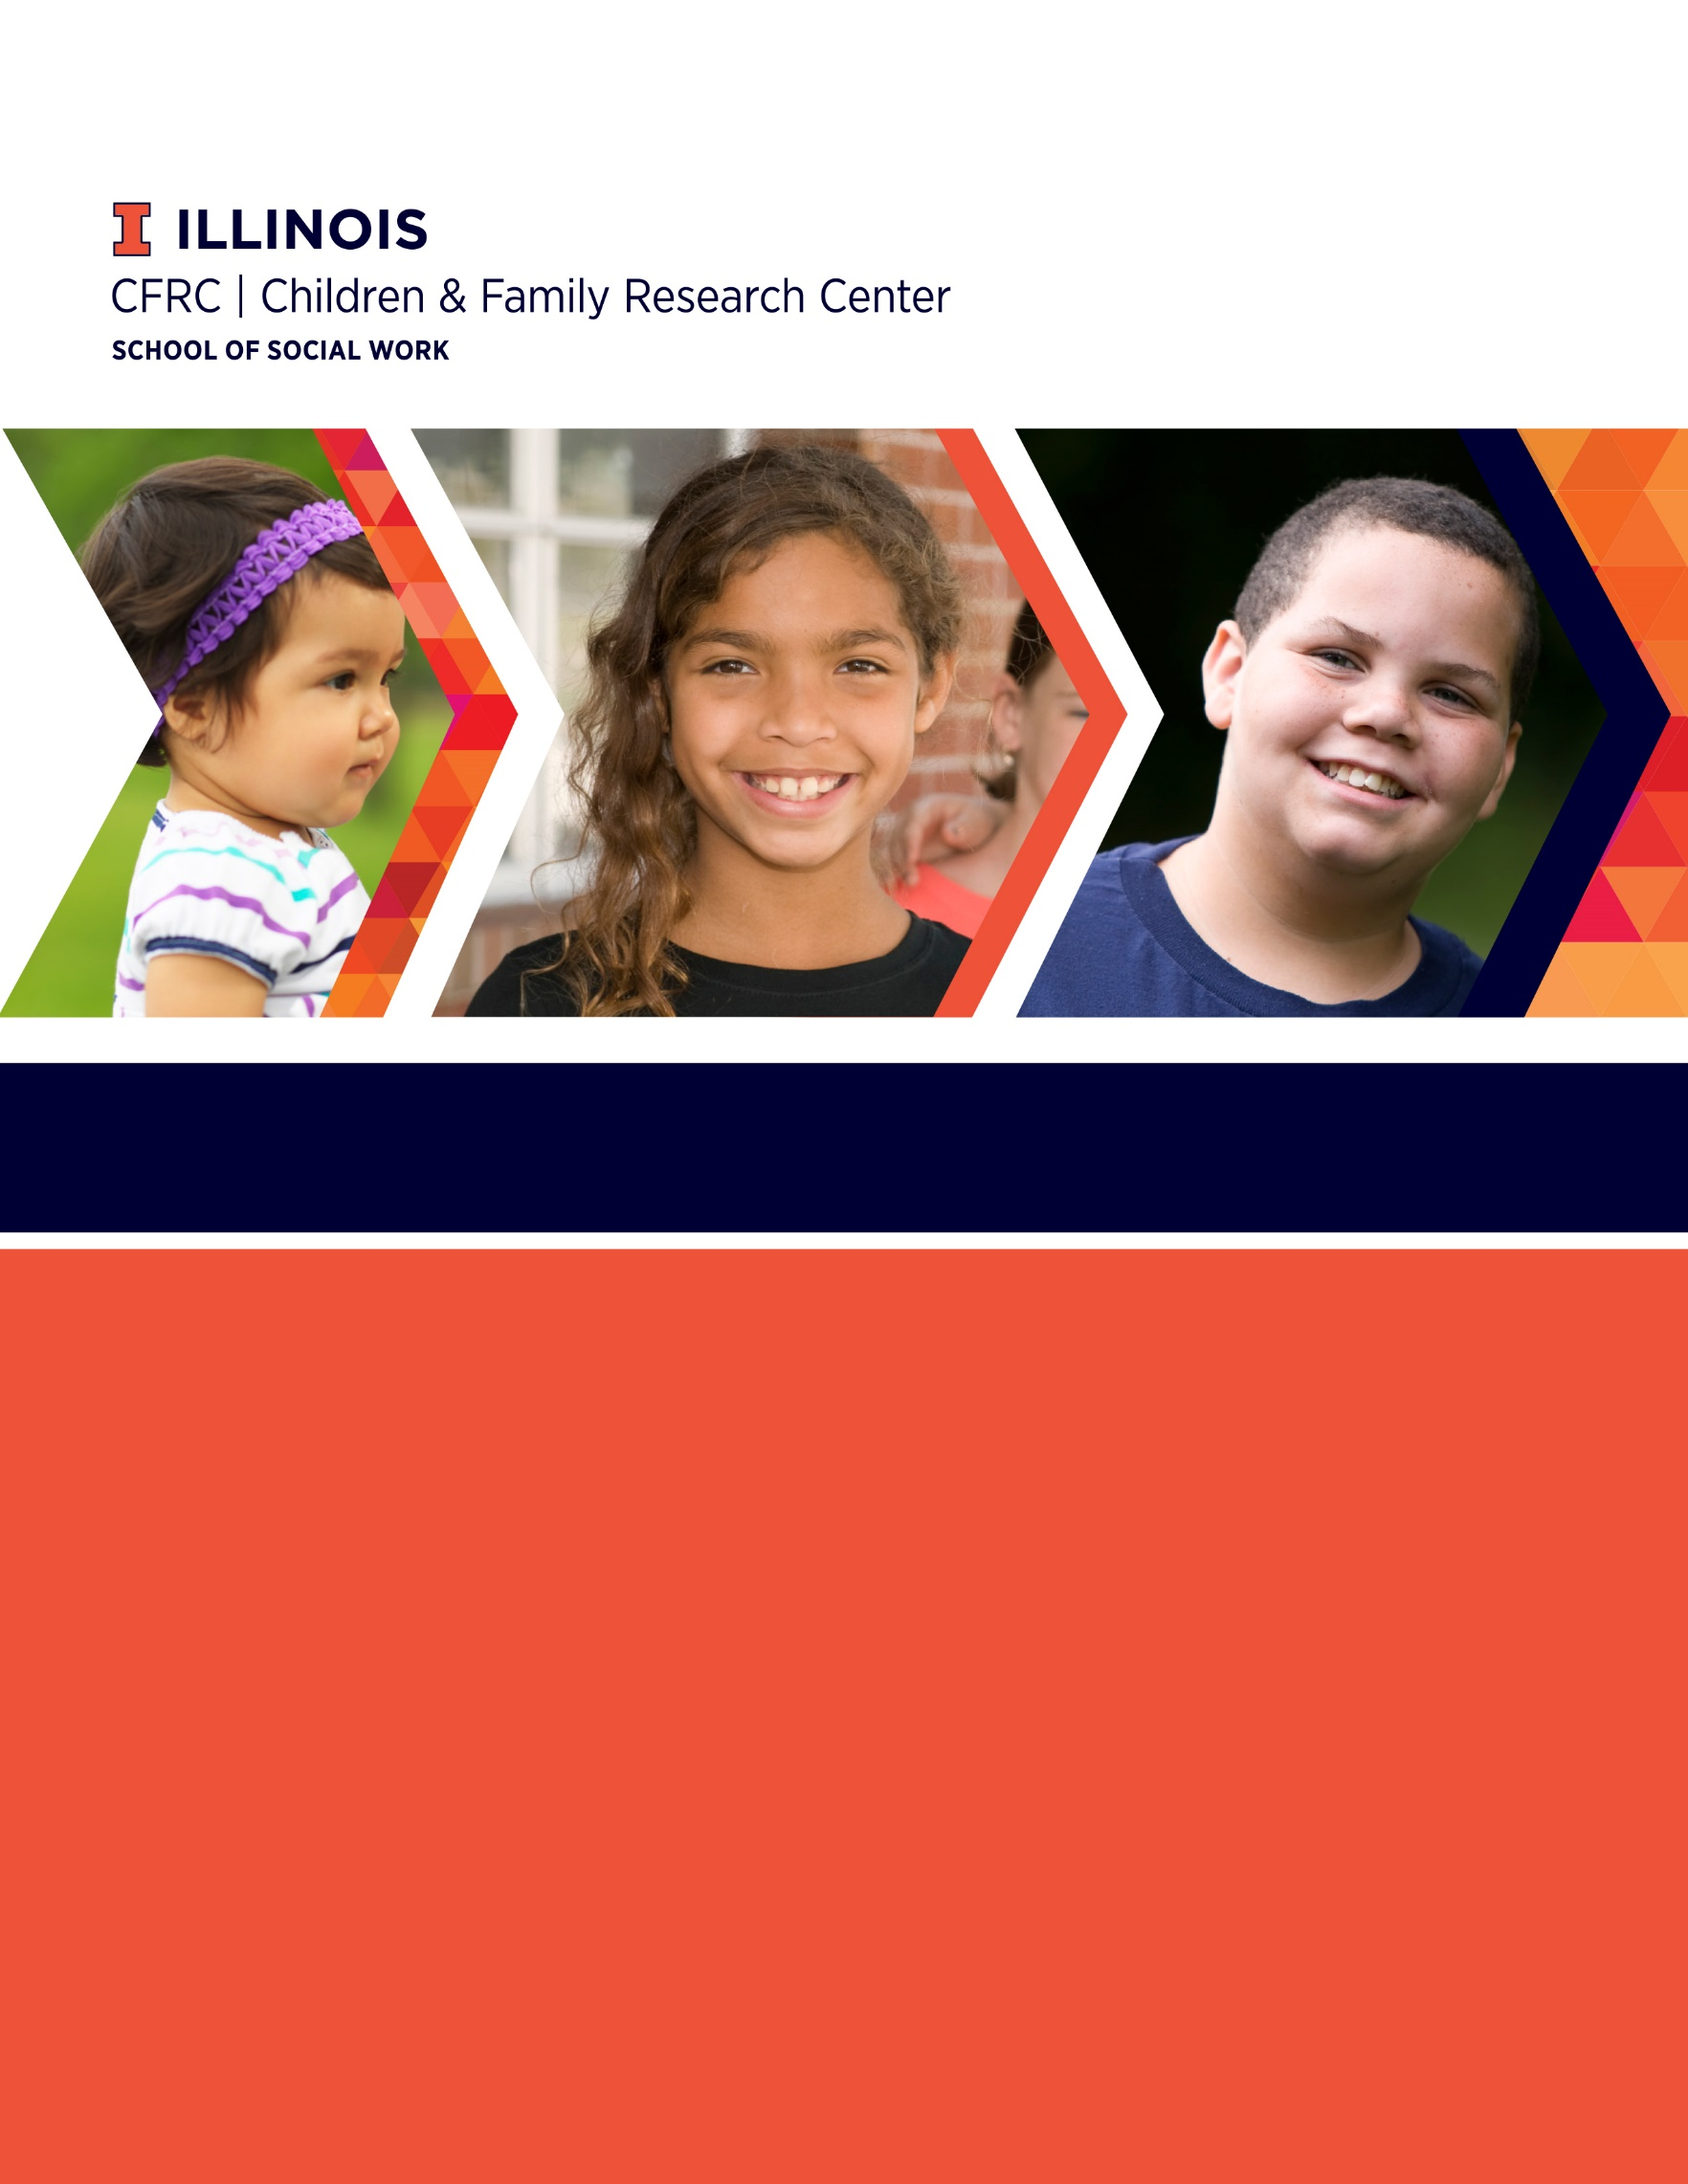 I ILLINOIS
CFRC | Children & Family Research Center
SCHOOL OF SOCIAL WORK